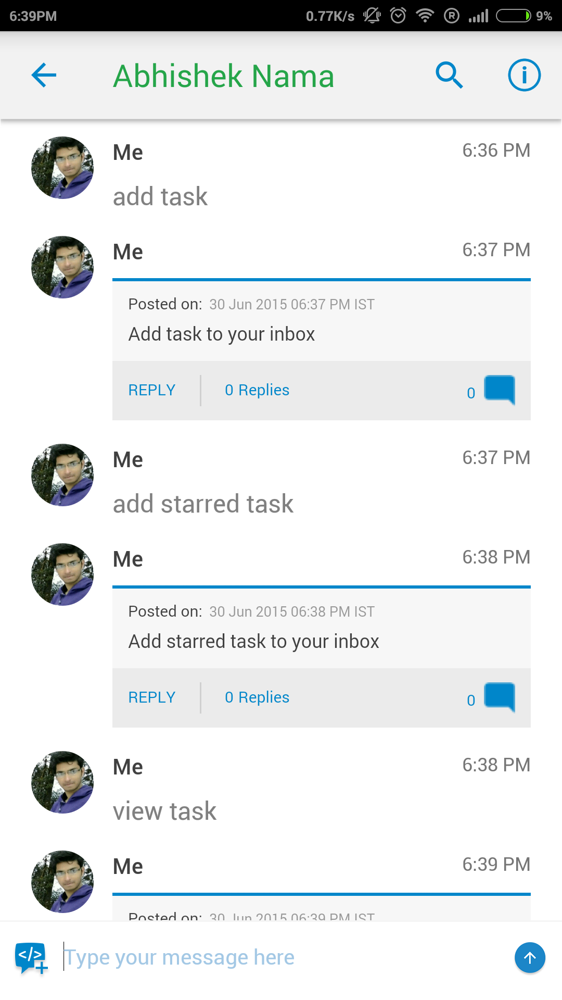 6:39PM 0.77K/s R 9%
Abhishek Nama
Me 6:36 PM
add task
Me 6:37 PM
Posted on: 30 Jun 2015 06:37 PM IST
Add task to your inbox
REPLY 0 Replies 0
Me 6:37 PM
add starred task
Me 6:38 PM
Posted on: 30 Jun 2015 06:38 PM IST
Add starred task to your inbox
REPLY 0 Replies 0
Me 6:38 PM
view task
Me 6:39 PM
Posted on: 30 Jun 2015 06:39 PM IST
</> Type your message here